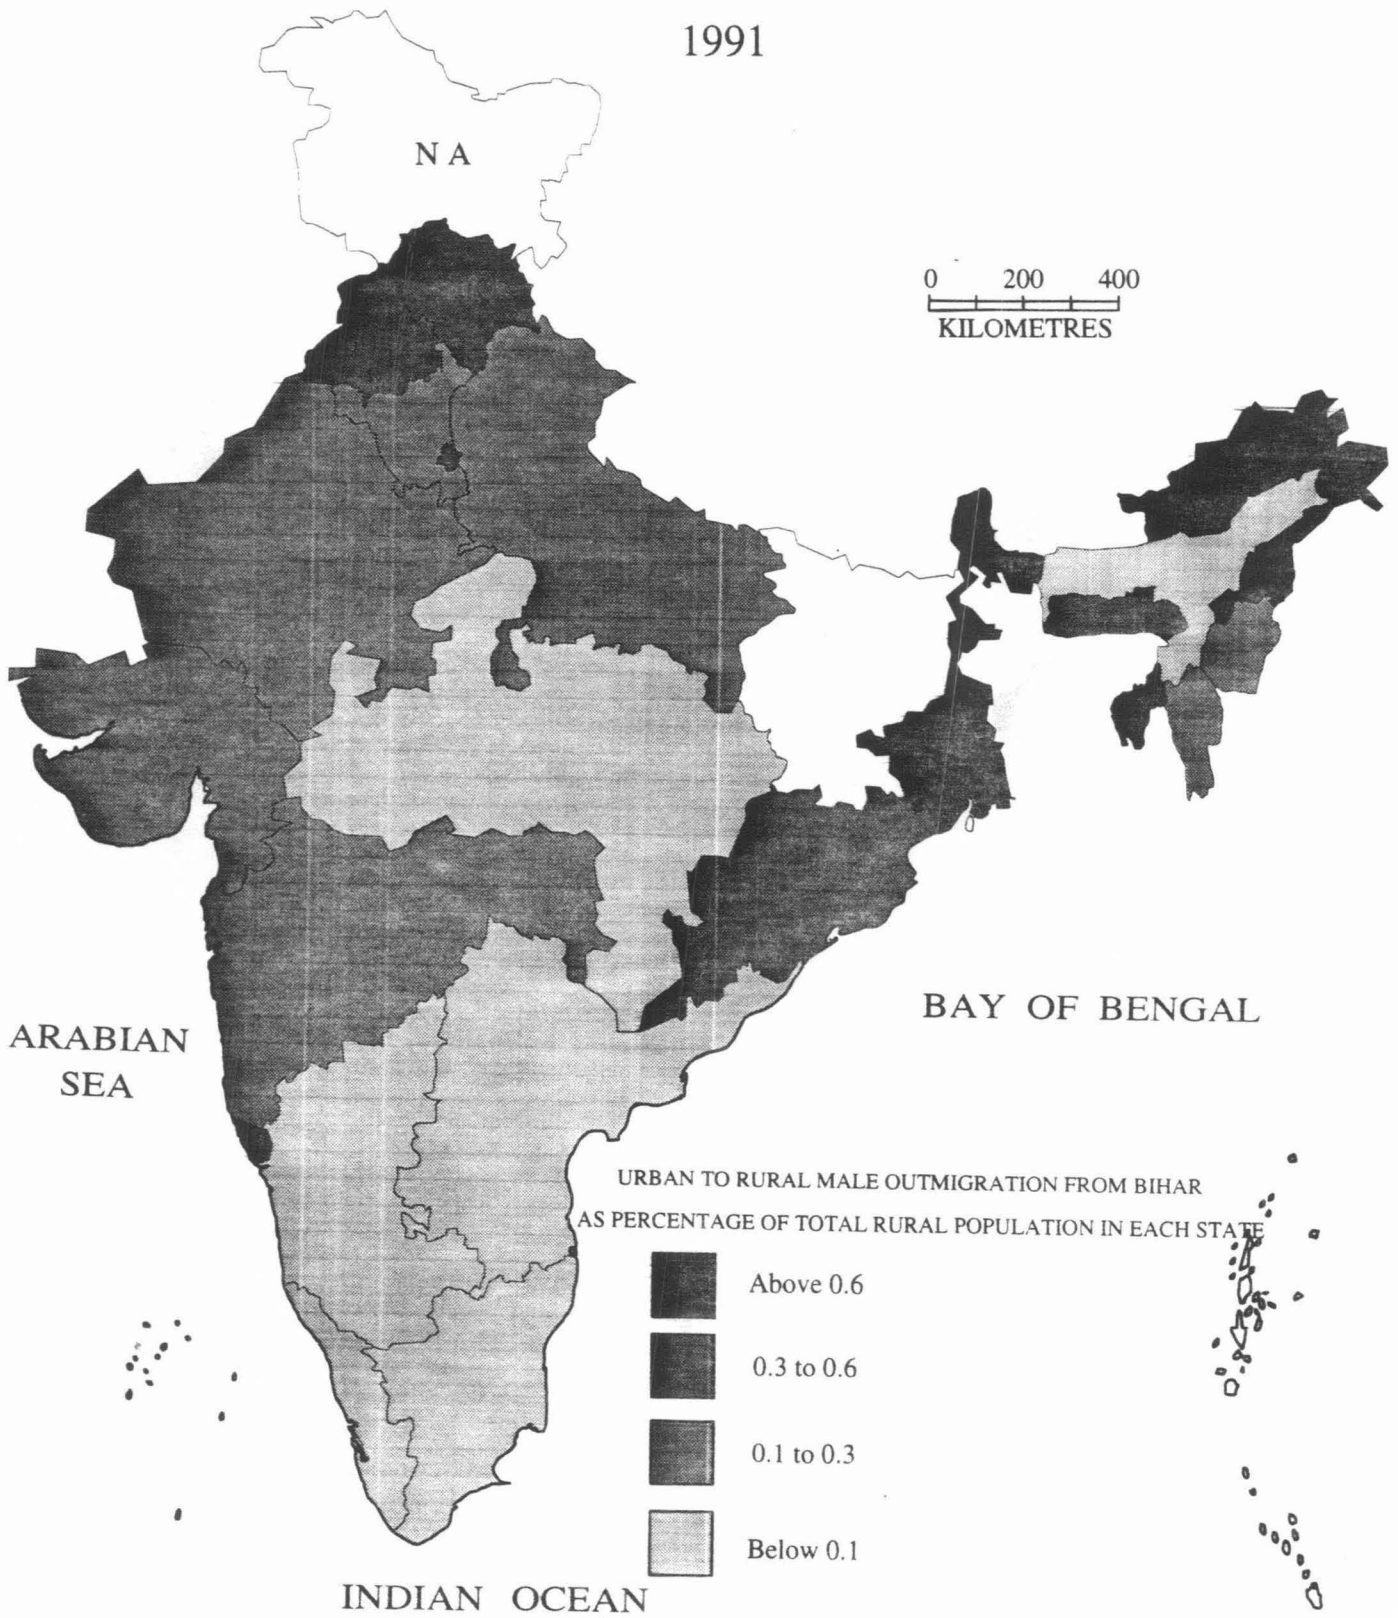 1991
N A
0 200 400
KILOMETRES
BAY OF BENGAL
ARABIAN
SEA
URBAN TO RURAL MALE OUTMIGRATION FROM BIHAR
AS PERCENTAGE OF TOTAL RURAL POPULATION IN EACH STATE
Above 0.6
0.3 to 0.6
0.1 to 0.3
Below 0.1
INDIAN OCEAN